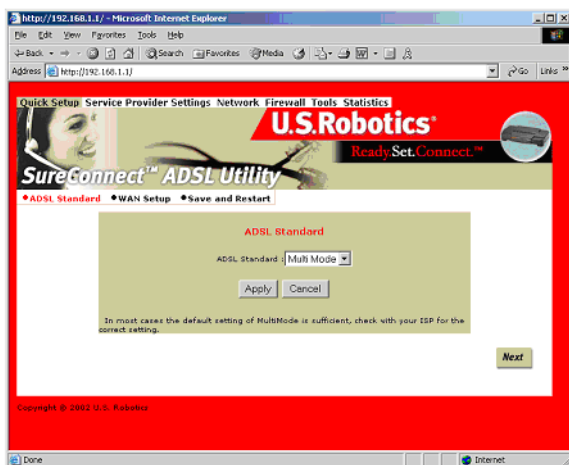 http://192.168.1.1/ - Microsoft Internet Explorer
File Edit View Favorites Tools Help
Back Search Favorites Media
Address http://192.168.1.1/ Go Links »
Quick Setup Service Provider Settings Network Firewall Tools Statistics
U.S.Robotics®
Ready.Set.Connect.™
SureConnect™ ADSL Utility
ADSL Standard WAN Setup Save and Restart
ADSL Standard
ADSL Standard : Multi Mode
Apply Cancel
In most cases the default setting of MultiMode is sufficient, check with your ISP for the
correct setting.
Next
Copyright © 2002 U.S. Robotics
Done Internet